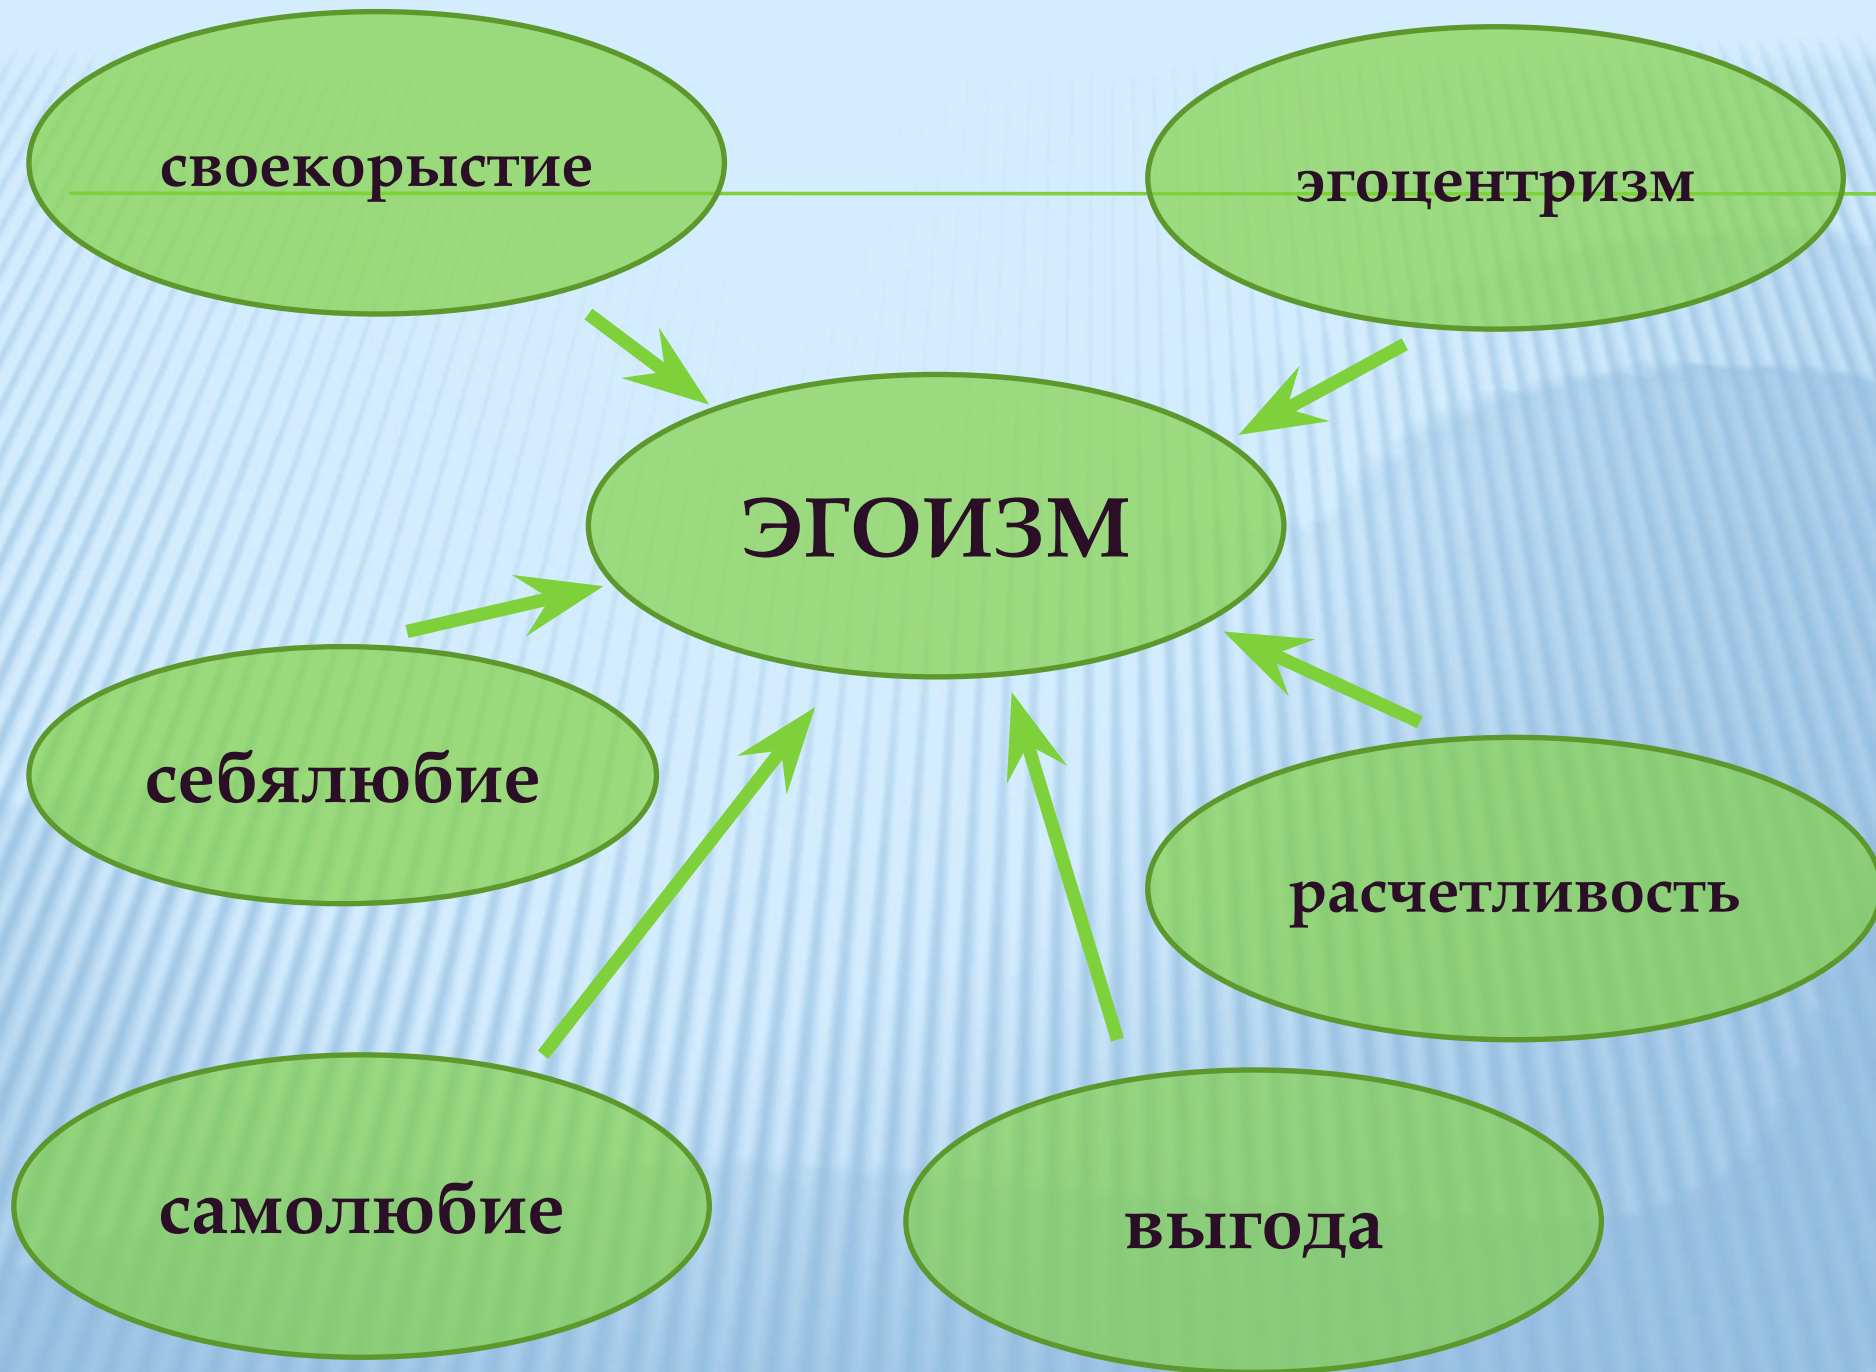 своекорыстие
эгоцентризм
ЭГОИЗМ
себялюбие
расчетливость
самолюбие
выгода